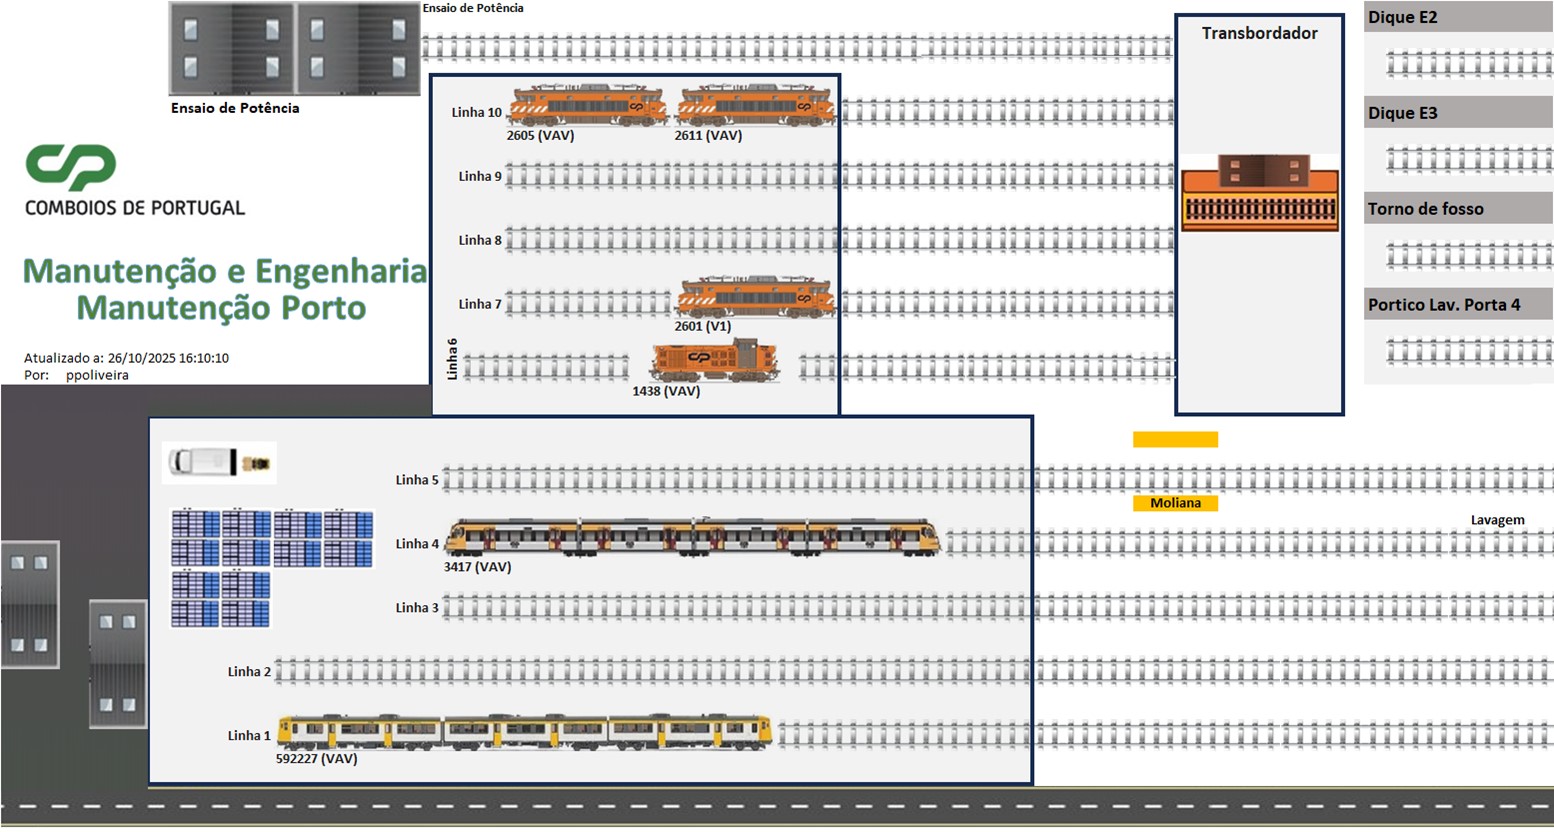 Ensaio de Potência
Transbordador
Dique E2
Ensaio de Potência
Linha 10
2605 (VAV)
2611 (VAV)
Dique E3
CP
COMBOIOS DE PORTUGAL
Linha 9
Torno de fosso
Linha 8
Manutenção e Engenharia
Manutenção Porto
Linha 7
2601 (V1)
Portico Lav. Porta 4
Atualizado a: 26/10/2025 16:10:10
Por: ppoliveira
Linha6
1438 (VAV)
Linha 5
Moliana
Lavagem
Linha 4
3417 (VAV)
Linha 3
Linha 2
Linha 1
592227 (VAV)